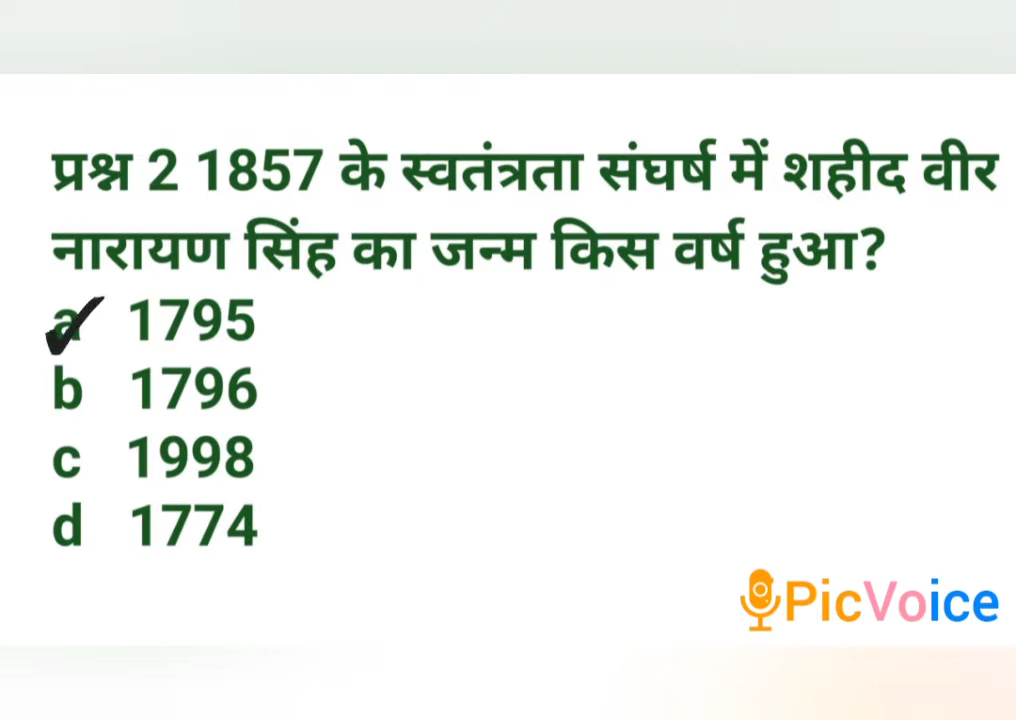 प्रश्न 2 1857 के स्वतंत्रता संघर्ष में शहीद वीर
नारायण सिंह का जन्म किस वर्ष हुआ?
a 1795
b 1796
c 1998
d 1774
PicVoice